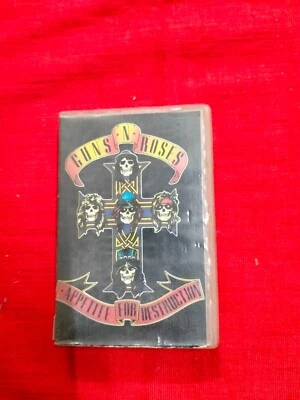 GUNS N' ROSES
APPETITE FOR DESTRUCTION